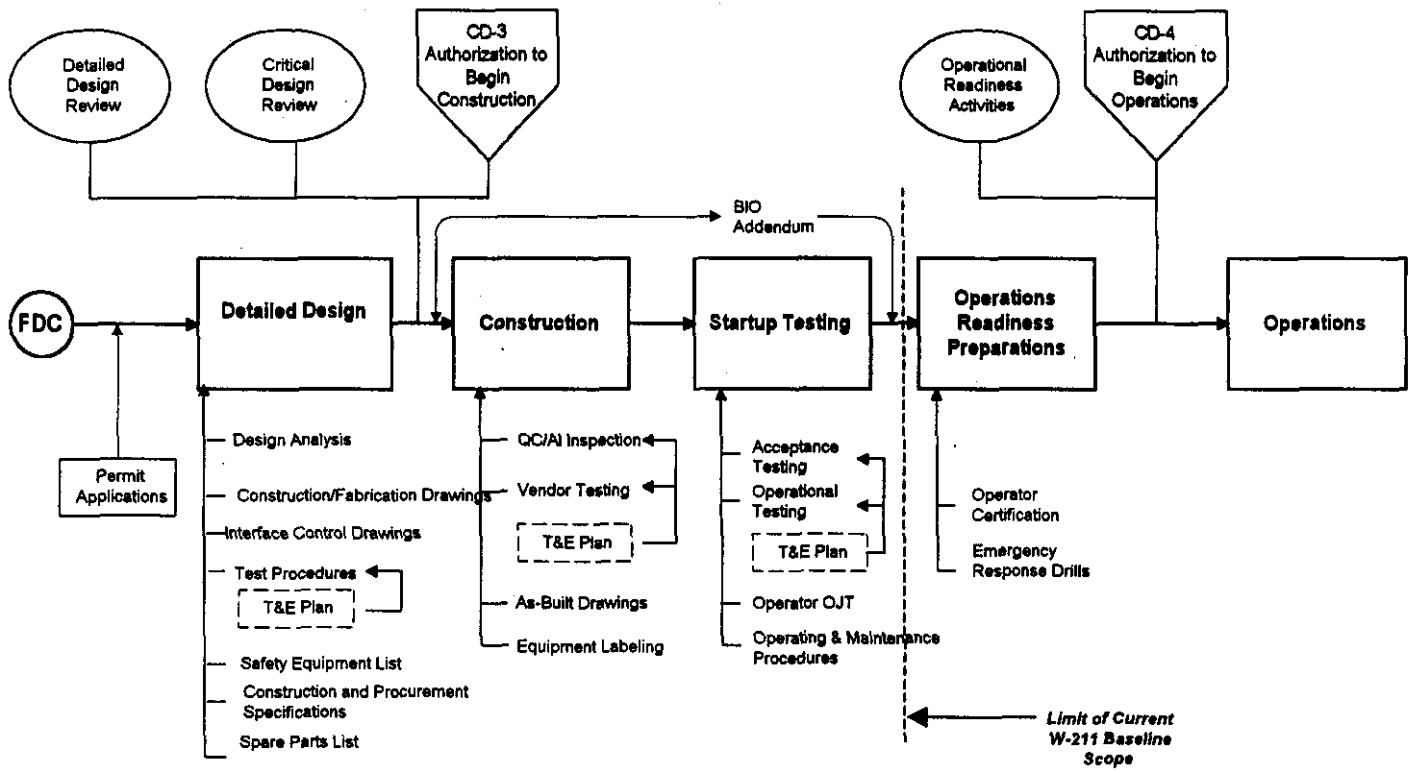 Detailed
Design
Review
Critical
Design
Review
CD-3
Authorization to
Begin
Construction
Operational
Readiness
Activities
CD-4
Authorization to
Begin
Operations
BIO
Addendum
FDC
Detailed Design
Construction
Startup Testing
Operations
Readiness
Preparations
Operations
Permit
Applications
Design Analysis
Construction/Fabrication Drawings
Interface Control Drawings
Test Procedures
T&E Plan
Safety Equipment List
Construction and Procurement
Specifications
Spare Parts List
QC/AI Inspection
Vendor Testing
T&E Plan
As-Built Drawings
Equipment Labeling
Acceptance
Testing
Operational
Testing
T&E Plan
Operator OJT
Operating & Maintenance
Procedures
Operator
Certification
Emergency
Response Drills
Limit of Current
W-211 Baseline
Scope